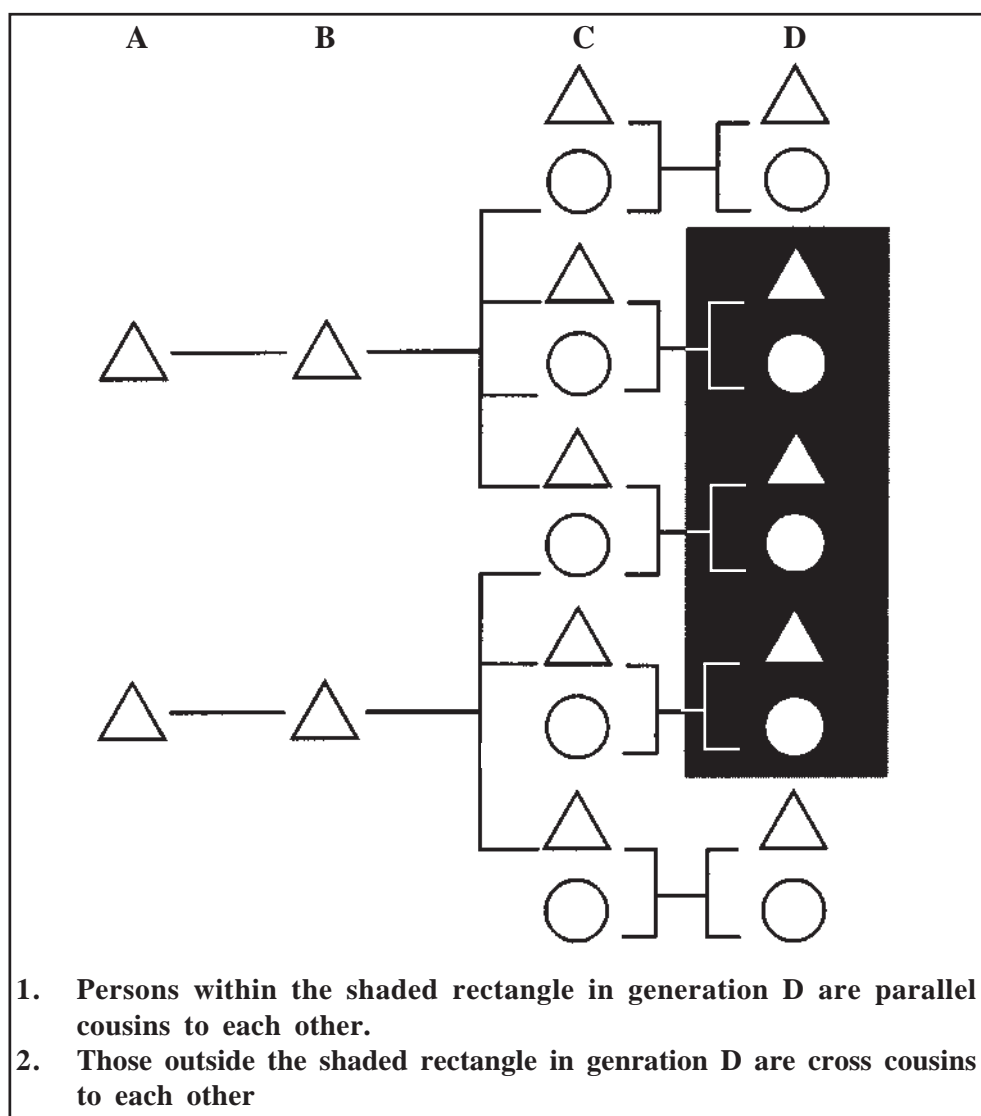 A B C D
1. Persons within the shaded rectangle in generation D are parallel
cousins to each other.
2. Those outside the shaded rectangle in genration D are cross cousins
to each other